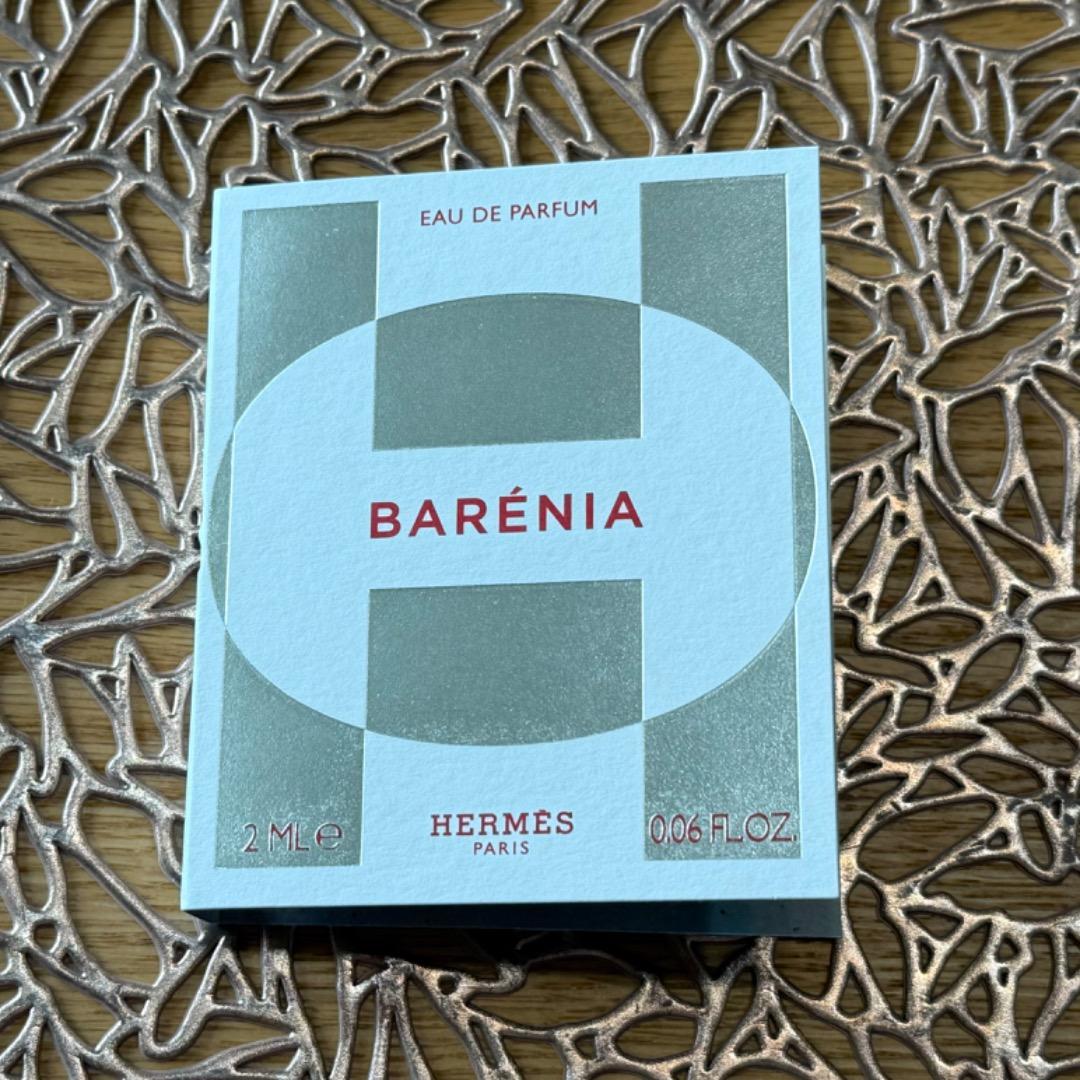 EAU DE PARFUM
BARÉNIA
2 ML e
HERMÈS
PARIS
0.06 FL.OZ.